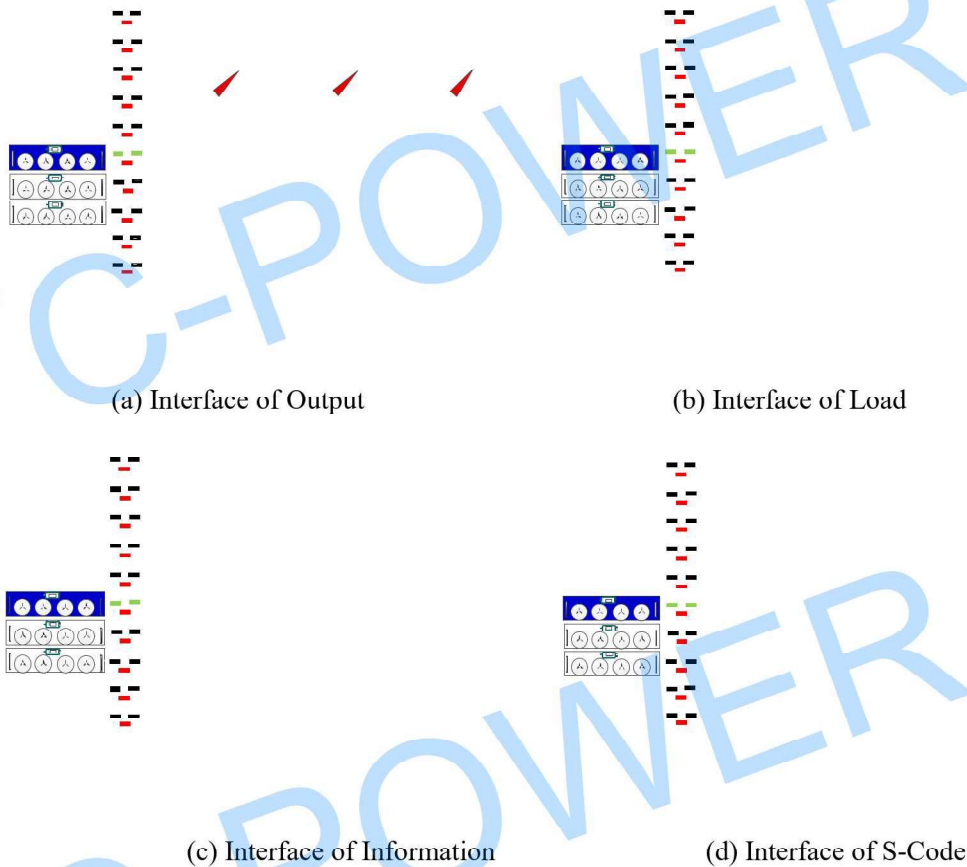 C-POWER
(a) Interface of Output
(b) Interface of Load
C-POWER
(c) Interface of Information
(d) Interface of S-Code